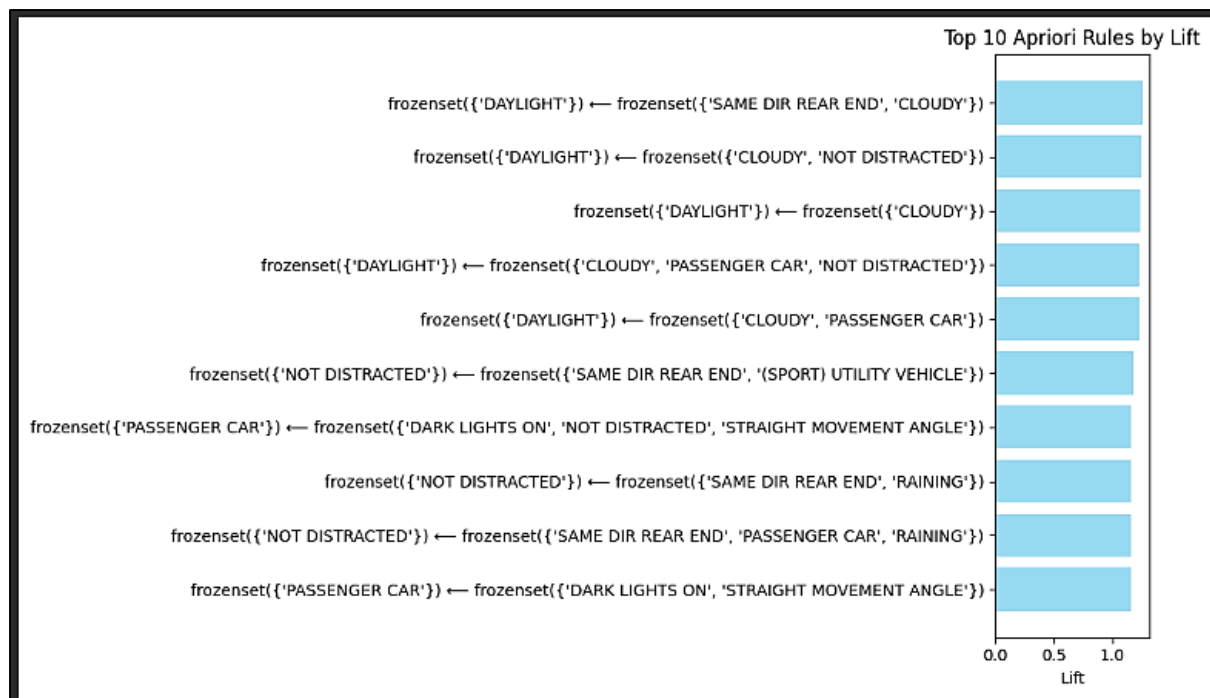 Top 10 Apriori Rules by Lift
frozenset({'DAYLIGHT'}) ⟵ frozenset({'SAME DIR REAR END', 'CLOUDY'})
frozenset({'DAYLIGHT'}) ⟵ frozenset({'CLOUDY', 'NOT DISTRACTED'})
frozenset({'DAYLIGHT'}) ⟵ frozenset({'CLOUDY'})
frozenset({'DAYLIGHT'}) ⟵ frozenset({'CLOUDY', 'PASSENGER CAR', 'NOT DISTRACTED'})
frozenset({'DAYLIGHT'}) ⟵ frozenset({'CLOUDY', 'PASSENGER CAR'})
frozenset({'NOT DISTRACTED'}) ⟵ frozenset({'SAME DIR REAR END', '(SPORT) UTILITY VEHICLE'})
frozenset({'PASSENGER CAR'}) ⟵ frozenset({'DARK LIGHTS ON', 'NOT DISTRACTED', 'STRAIGHT MOVEMENT ANGLE'})
frozenset({'NOT DISTRACTED'}) ⟵ frozenset({'SAME DIR REAR END', 'RAINING'})
frozenset({'NOT DISTRACTED'}) ⟵ frozenset({'SAME DIR REAR END', 'PASSENGER CAR', 'RAINING'})
frozenset({'PASSENGER CAR'}) ⟵ frozenset({'DARK LIGHTS ON', 'STRAIGHT MOVEMENT ANGLE'})
0.0 0.5 1.0
Lift